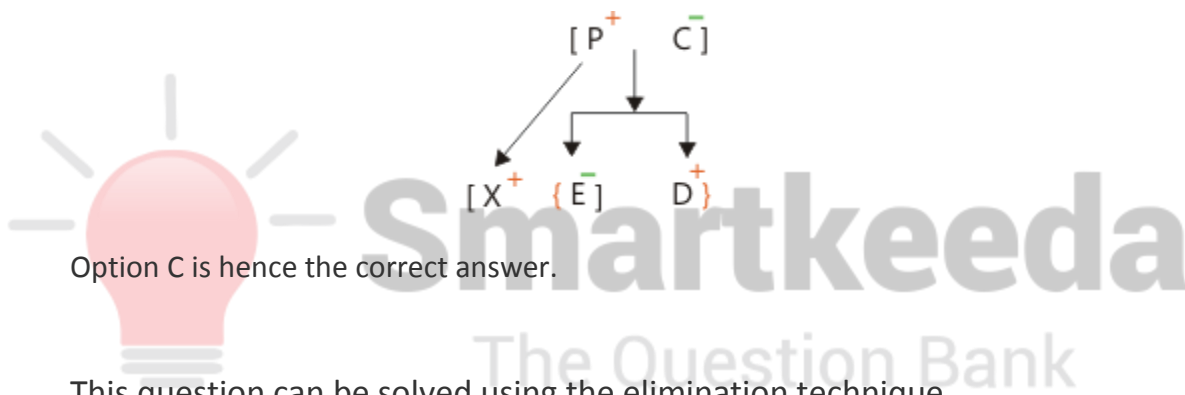 [ P + C − ]
[ X + { E − ] D + }
Smartkeeda
Option C is hence the correct answer.
The Question Bank
This question can be solved using the elimination technique